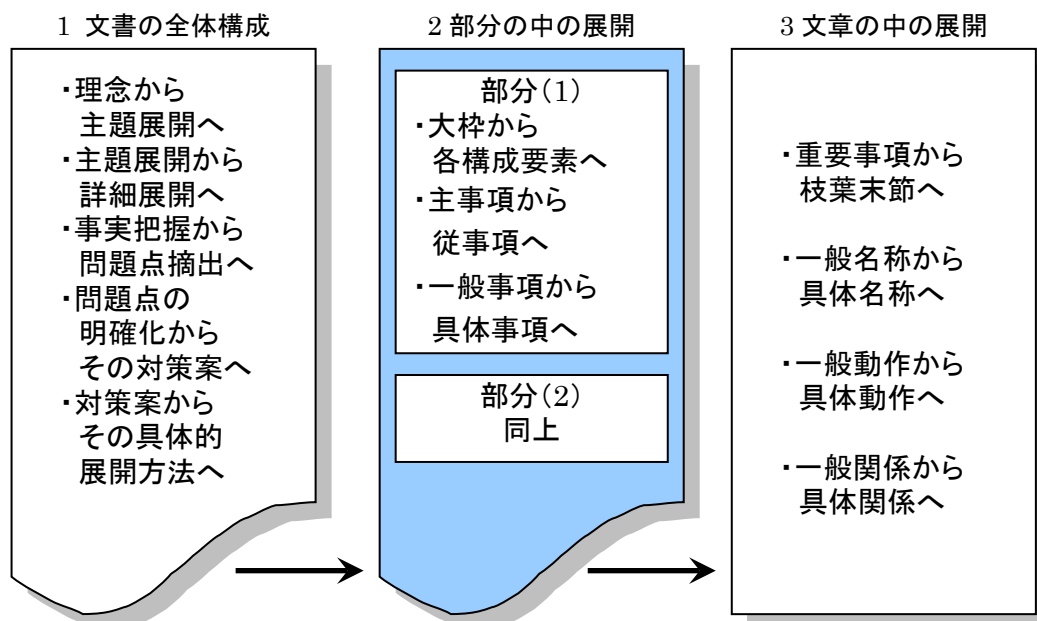 1 文書の全体構成
・理念から
主題展開へ
・主題展開から
詳細展開へ
・事実把握から
問題点摘出へ
・問題点の
明確化から
その対策案へ
・対策案から
その具体的
展開方法へ
2 部分の中の展開
部分(1)
・大枠から
各構成要素へ
・主事項から
従事項へ
・一般事項から
具体事項へ
部分(2)
同上
3 文章の中の展開
・重要事項から
枝葉末節へ
・一般名称から
具体名称へ
・一般動作から
具体動作へ
・一般関係から
具体関係へ